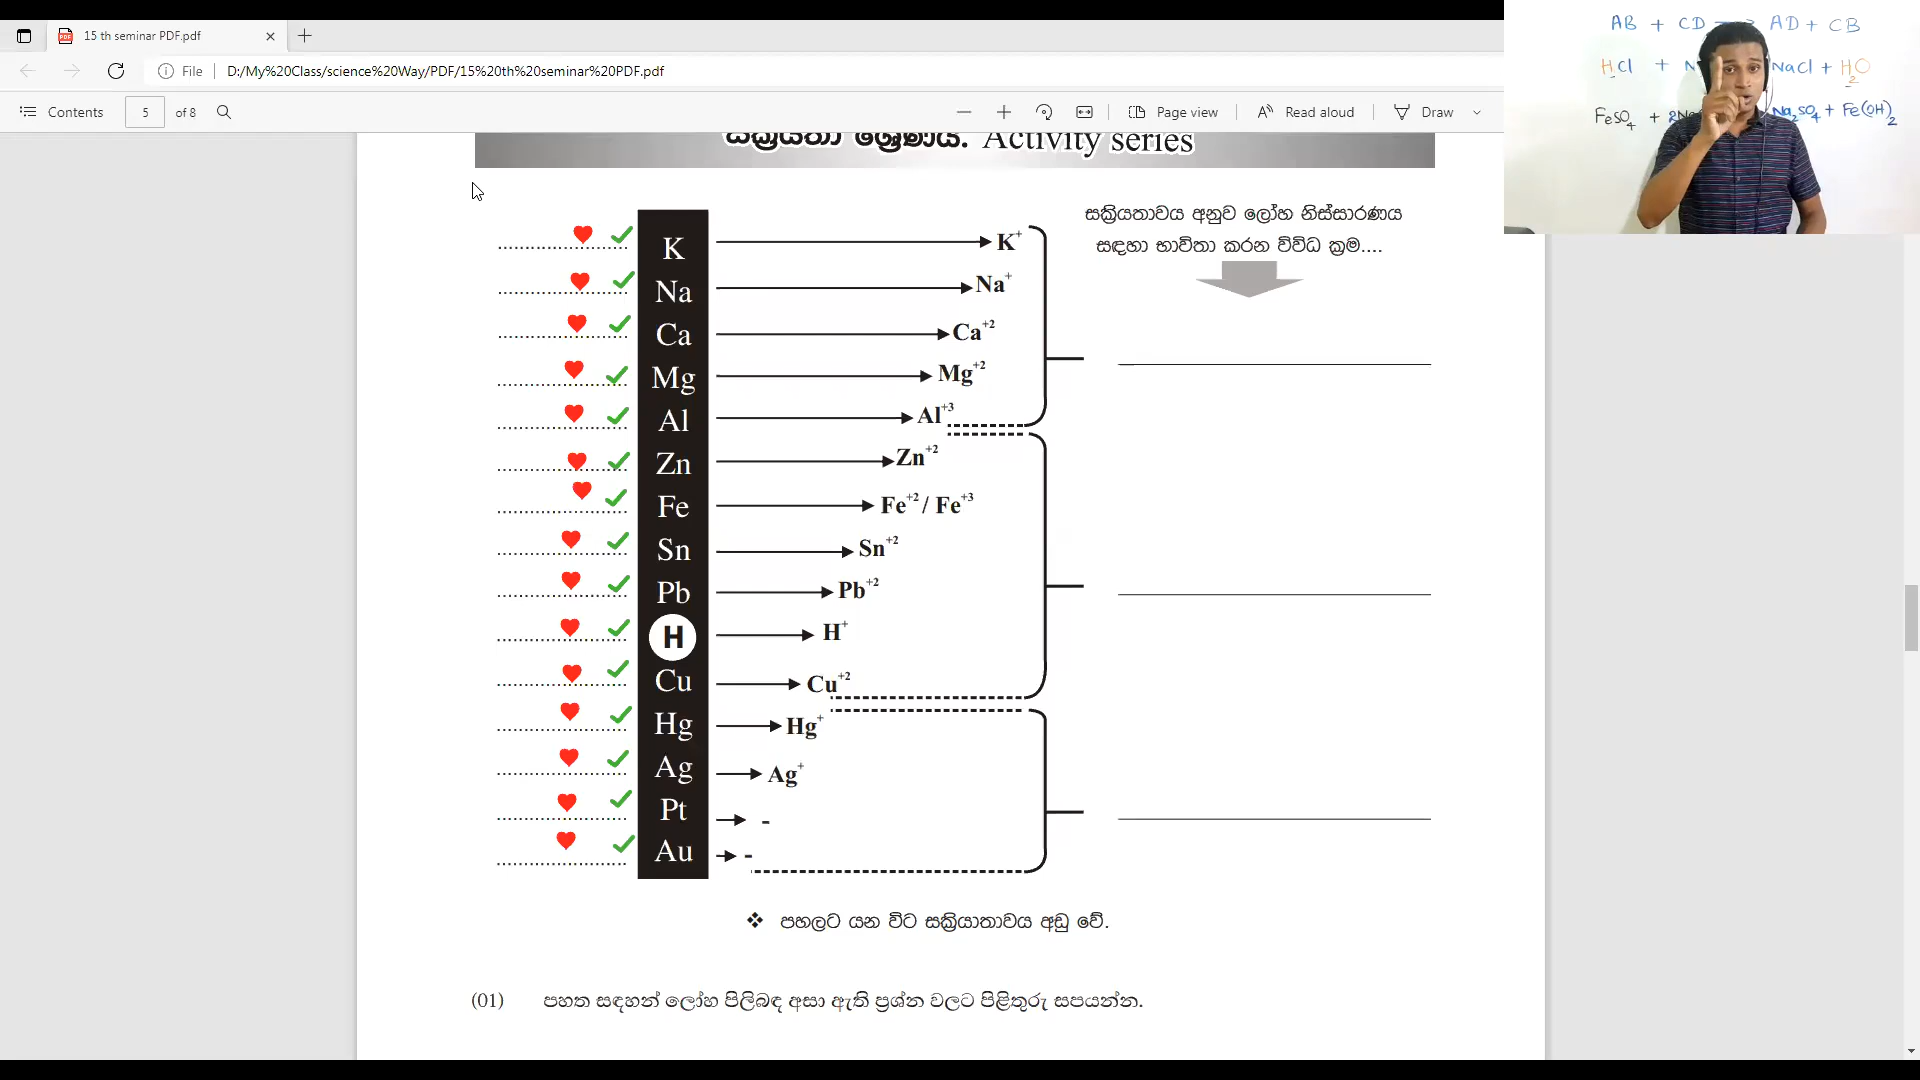 15 th seminar PDF.pdf
File D:/My%20Class/science%20Way/PDF/15%20th%20seminar%20PDF.pdf
Contents 5 of 8 Page view Read aloud Draw
සක්‍රියතා ශ්‍රේණිය. Activity series
AB + CD AD + CB
HCl + N NaCl + H2O
FeSO4 + 2Na Na2SO4 + Fe(OH)2
සක්‍රියතාවය අනුව ලෝහ නිස්සාරණය
සඳහා භාවිතා කරන විවිධ ක්‍රම....
K K+
Na Na+
Ca Ca+2
Mg Mg+2
Al Al+3
Zn Zn+2
Fe Fe+2 / Fe+3
Sn Sn+2
Pb Pb+2
H H+
Cu Cu+2
Hg Hg+
Ag Ag+
Pt -
Au -
❖ පහලට යන විට සක්‍රියාතාවය අඩු වේ.
(01) පහත සඳහන් ලෝහ පිලිබඳ අසා ඇති ප්‍රශ්න වලට පිළිතුරු සපයන්න.